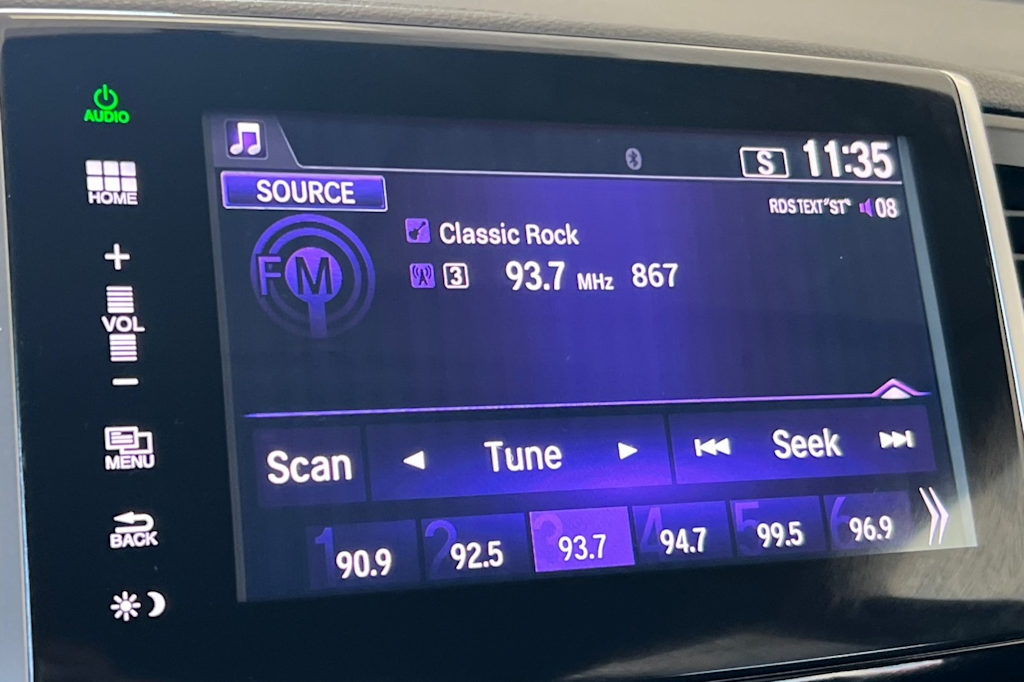 AUDIO
HOME
+
VOL
−
MENU
BACK
S 11:35
SOURCE
RDS TEXT "ST" 08
FM
Classic Rock
3 93.7 MHz 867
Scan ◄ Tune ► Seek
1 90.9 2 92.5 3 93.7 4 94.7 5 99.5 6 96.9